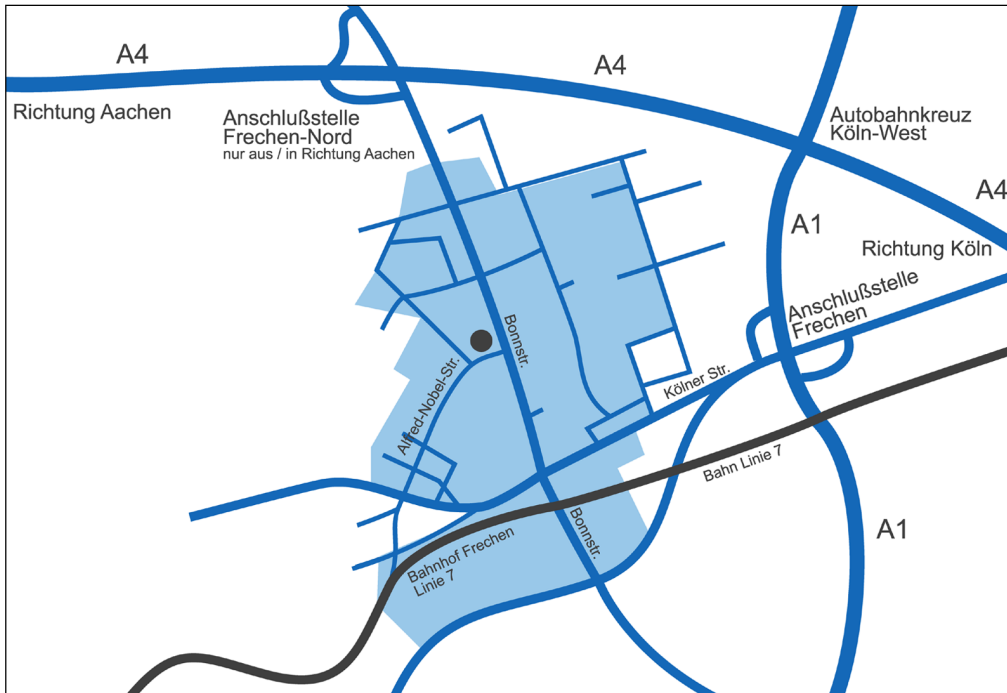 A4
A4
Richtung Aachen
Anschlußstelle
Frechen-Nord
nur aus / in Richtung Aachen
Autobahnkreuz
Köln-West
A4
A1
Richtung Köln
Anschlußstelle
Frechen
Bonnstr.
Kölner Str.
Alfred-Nobel-Str.
Bahn Linie 7
Bonnstr.
A1
Bahnhof Frechen
Linie 7